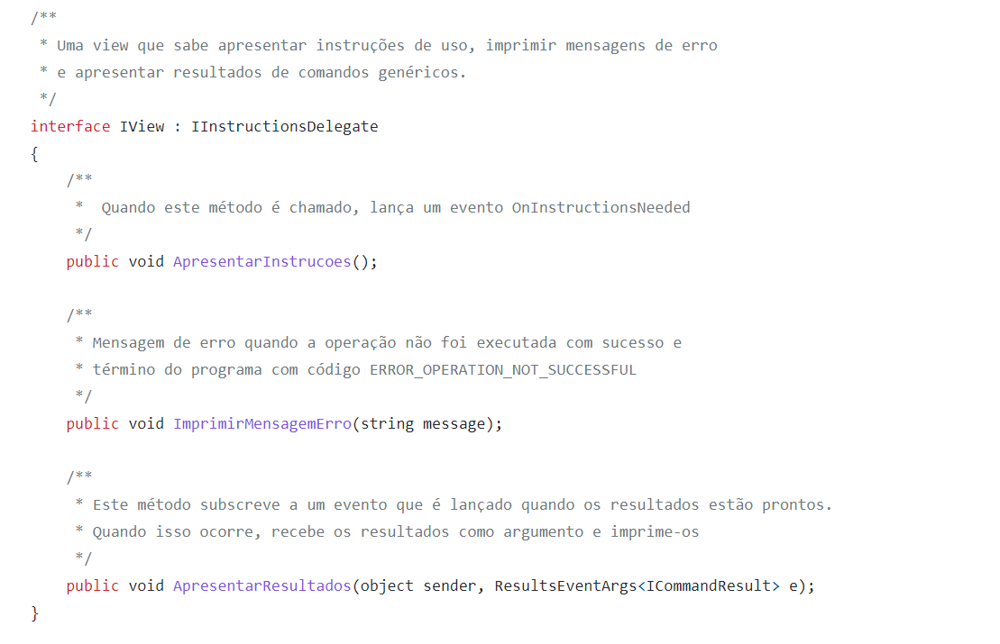 /**
 * Uma view que sabe apresentar instruções de uso, imprimir mensagens de erro
 * e apresentar resultados de comandos genéricos.
 */
interface IView : IInstructionsDelegate
{
    /**
     *  Quando este método é chamado, lança um evento OnInstructionsNeeded
     */
    public void ApresentarInstrucoes();

    /**
     * Mensagem de erro quando a operação não foi executada com sucesso e
     * término do programa com código ERROR_OPERATION_NOT_SUCCESSFUL
     */
    public void ImprimirMensagemErro(string message);

    /**
     * Este método subscreve a um evento que é lançado quando os resultados estão prontos.
     * Quando isso ocorre, recebe os resultados como argumento e imprime-os
     */
    public void ApresentarResultados(object sender, ResultsEventArgs<ICommandResult> e);
}